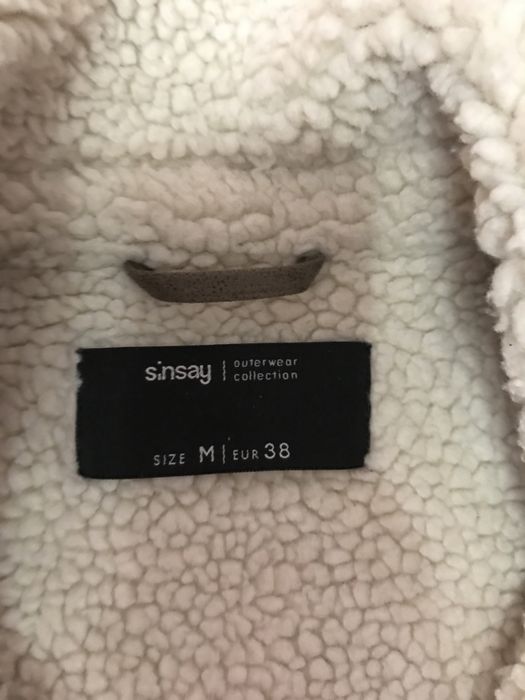 sinsay | outerwear
collection
SIZE M | EUR 38